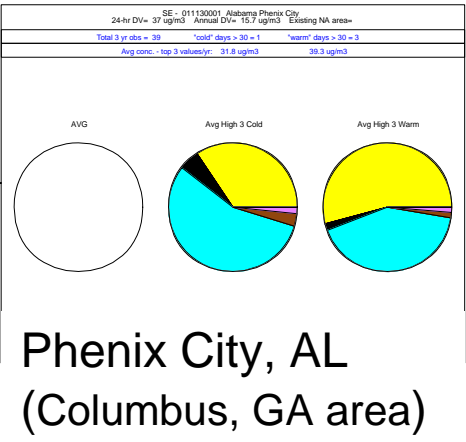 SE - 011130001 Alabama Phenix City
24-hr DV= 37 ug/m3 Annual DV= 15.7 ug/m3 Existing NA area=
Total 3 yr obs = 39 "cold" days > 30 = 1 "warm" days > 30 = 3
Avg conc. - top 3 values/yr: 31.8 ug/m3 39.3 ug/m3
AVG Avg High 3 Cold Avg High 3 Warm
Phenix City, AL
(Columbus, GA area)